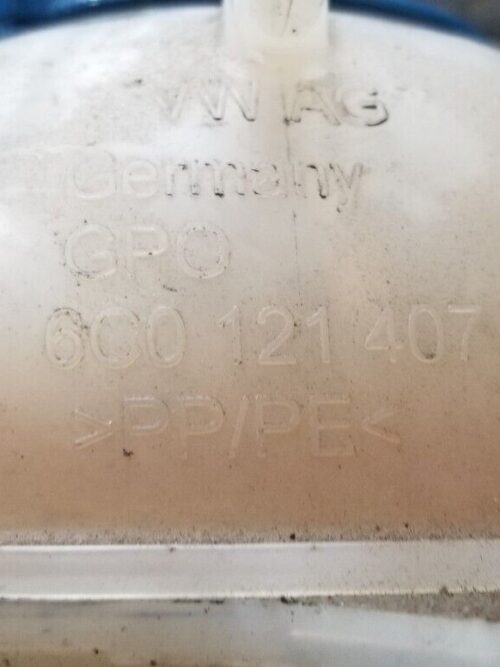 VW AG
Germany
GPO
6C0 121 407
>PP/PE<